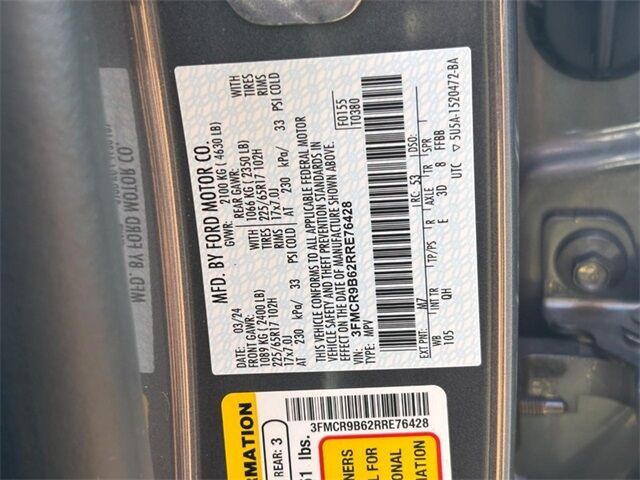 MFD. BY FORD MOTOR CO.
DATE: 03/24 GVWR: 2100 KG ( 4630 LB)
FRONT GAWR: REAR GAWR: WITH
1089 KG ( 2400 LB) 1066 KG ( 2350 LB) TIRES
225/65R17 102H WITH TIRES RIMS 225/65R17 102H RIMS
17x7.0J 17x7.0J
AT 230 kPa/ 33 PSI COLD AT 230 kPa/ 33 PSI COLD
THIS VEHICLE CONFORMS TO ALL APPLICABLE FEDERAL MOTOR
VEHICLE SAFETY AND THEFT PREVENTION STANDARDS IN
EFFECT ON THE DATE OF MANUFACTURE SHOWN ABOVE.
F0155
T0380
VIN: 3FMCR9B62RRE76428
TYPE: MPV
EXT PNT: M7 RC: 53 DSO:
WB INT TR TP/PS R AXLE TR SPR
105 QH E 3D 8 FFBB
UTC ▽ 5U5A-1520472-BA
MFD. BY FORD MOTOR CO.
3FMCR9B62RRE76428
REAR: 3
lbs.